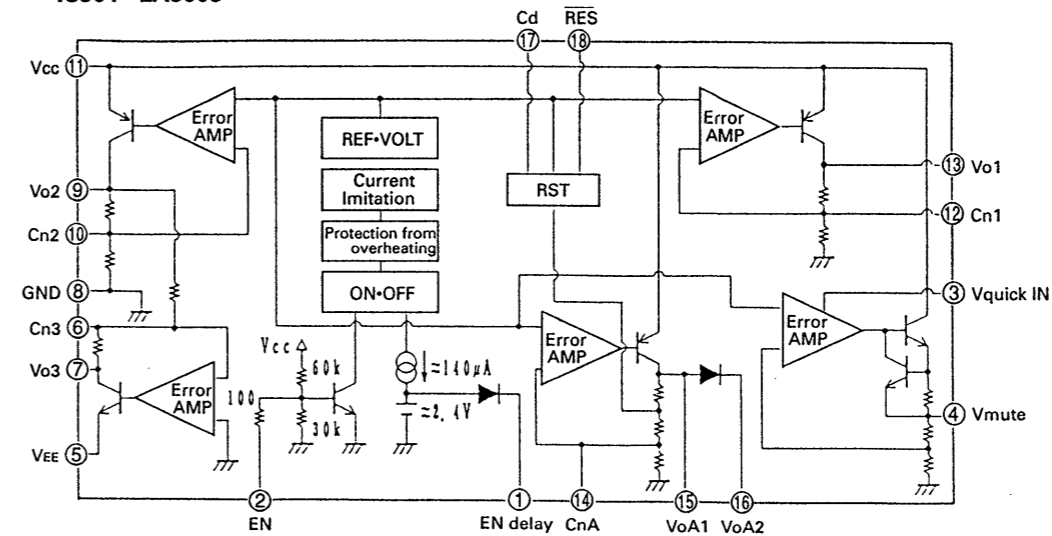 Cd
RES
17
18
Vcc 11
Error AMP
REF•VOLT
Error AMP
Current Imitation
RST
13 Vo1
Vo2 9
12 Cn1
Cn2 10
Protection from overheating
GND 8
ON•OFF
3 Vquick IN
Cn3 6
Vcc
60k
≈140μA
Error AMP
Error AMP
Vo3 7
Error AMP
100
≈2.4V
30k
4 Vmute
VEE 5
2
1
14
15
16
EN
EN delay
CnA
VoA1
VoA2